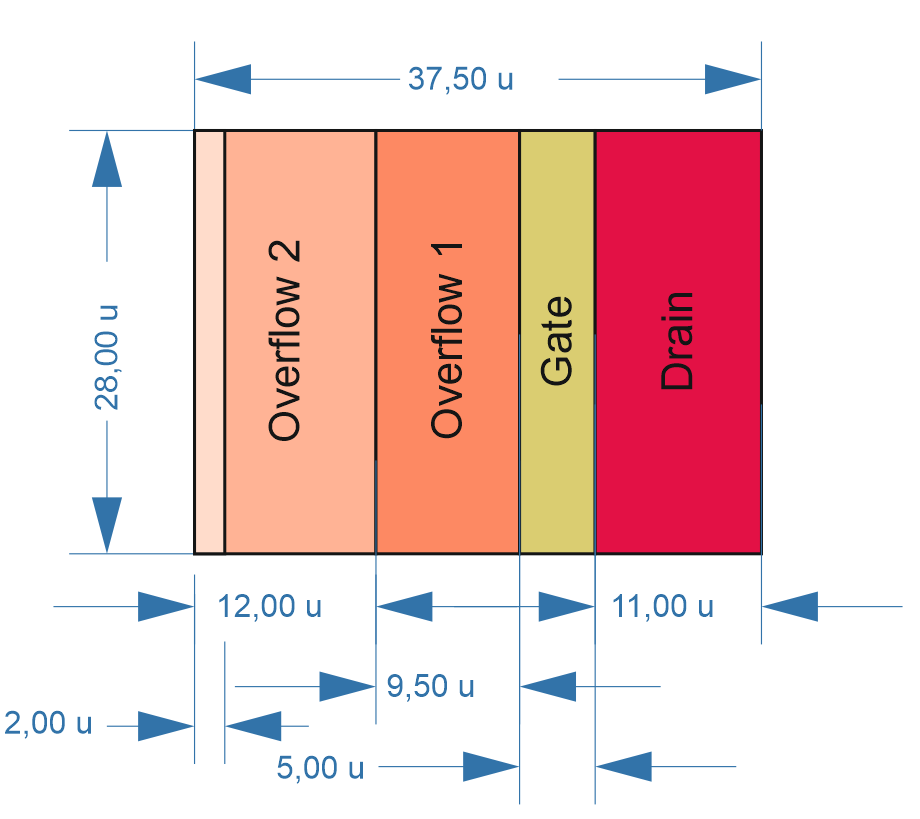 37,50 u
28,00 u
Overflow 2
Overflow 1
Gate
Drain
12,00 u
11,00 u
9,50 u
2,00 u
5,00 u